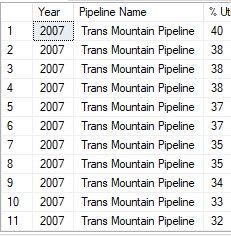 Year Pipeline Name % Ut
1 2007 Trans Mountain Pipeline 40
2 2007 Trans Mountain Pipeline 38
3 2007 Trans Mountain Pipeline 38
4 2007 Trans Mountain Pipeline 38
5 2007 Trans Mountain Pipeline 37
6 2007 Trans Mountain Pipeline 37
7 2007 Trans Mountain Pipeline 35
8 2007 Trans Mountain Pipeline 35
9 2007 Trans Mountain Pipeline 34
10 2007 Trans Mountain Pipeline 33
11 2007 Trans Mountain Pipeline 32